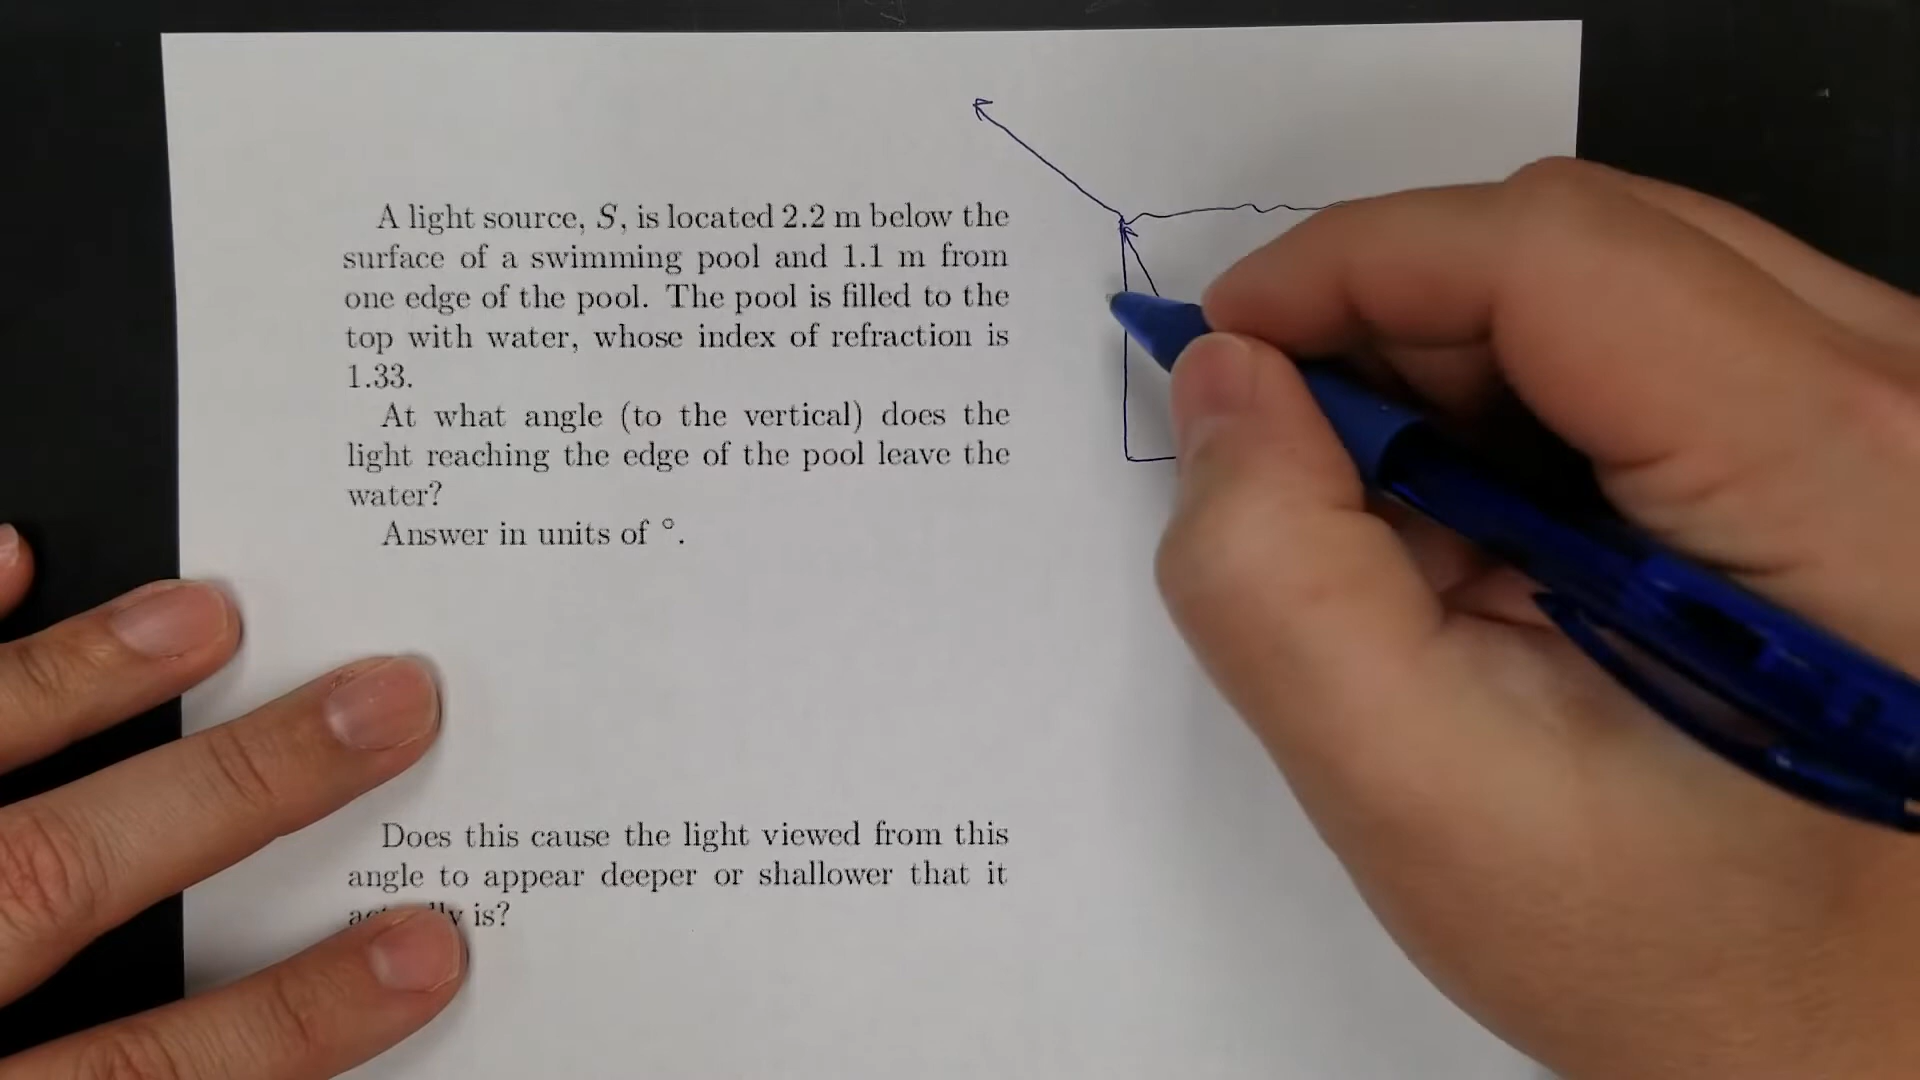 A light source, S, is located 2.2 m below the
surface of a swimming pool and 1.1 m from
one edge of the pool. The pool is filled to the
top with water, whose index of refraction is
1.33.
At what angle (to the vertical) does the
light reaching the edge of the pool leave the
water?
Answer in units of °.
Does this cause the light viewed from this
angle to appear deeper or shallower that it
is?